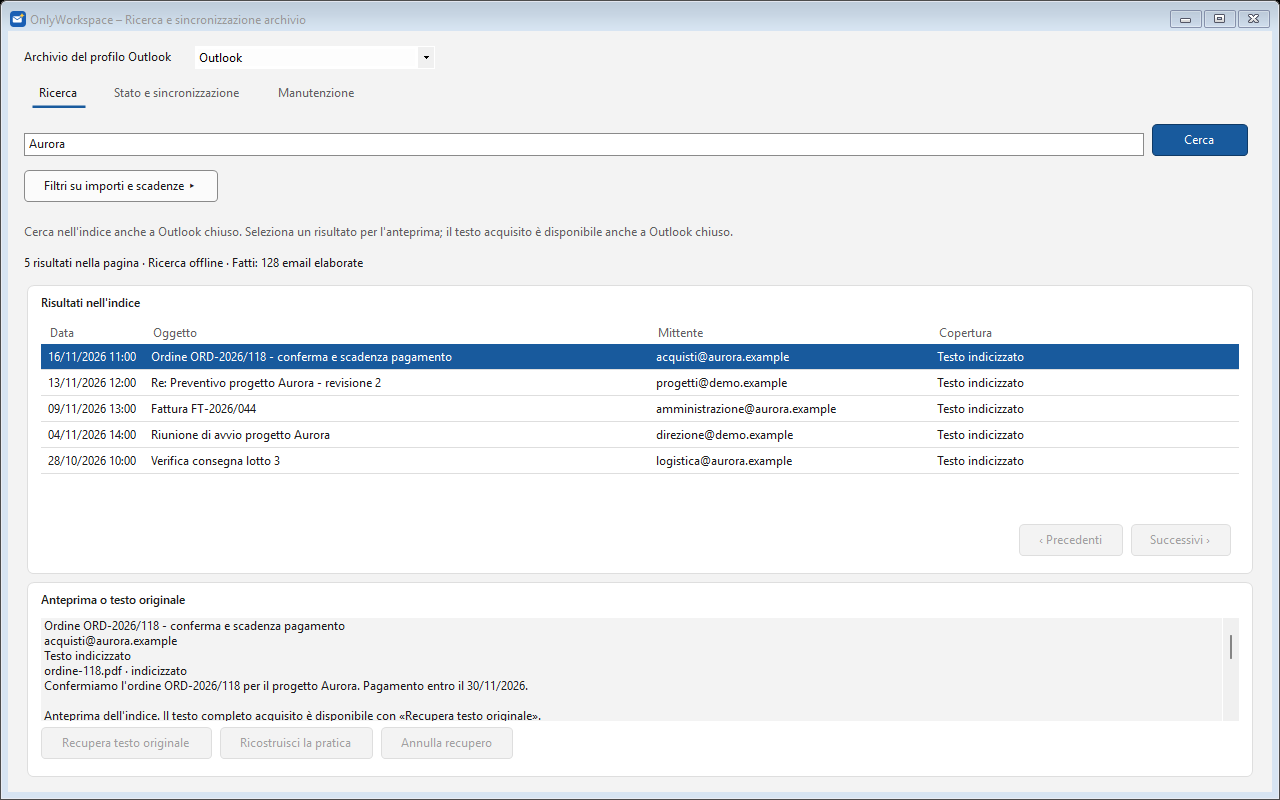 OnlyWorkspace – Ricerca e sincronizzazione archivio
Archivio del profilo Outlook Outlook
Ricerca Stato e sincronizzazione Manutenzione
Aurora Cerca
Filtri su importi e scadenze ▸
Cerca nell'indice anche a Outlook chiuso. Seleziona un risultato per l'anteprima; il testo acquisito è disponibile anche a Outlook chiuso.
5 risultati nella pagina · Ricerca offline · Fatti: 128 email elaborate
Risultati nell'indice
Data Oggetto Mittente Copertura
16/11/2026 11:00 Ordine ORD-2026/118 - conferma e scadenza pagamento acquisti@aurora.example Testo indicizzato
13/11/2026 12:00 Re: Preventivo progetto Aurora - revisione 2 progetti@demo.example Testo indicizzato
09/11/2026 13:00 Fattura FT-2026/044 amministrazione@aurora.example Testo indicizzato
04/11/2026 14:00 Riunione di avvio progetto Aurora direzione@demo.example Testo indicizzato
28/10/2026 10:00 Verifica consegna lotto 3 logistica@aurora.example Testo indicizzato
‹ Precedenti Successivi ›
Anteprima o testo originale
Ordine ORD-2026/118 - conferma e scadenza pagamento
acquisti@aurora.example
Testo indicizzato
ordine-118.pdf · indicizzato
Confermiamo l'ordine ORD-2026/118 per il progetto Aurora. Pagamento entro il 30/11/2026.
Anteprima dell'indice. Il testo completo acquisito è disponibile con «Recupera testo originale».
Recupera testo originale Ricostruisci la pratica Annulla recupero